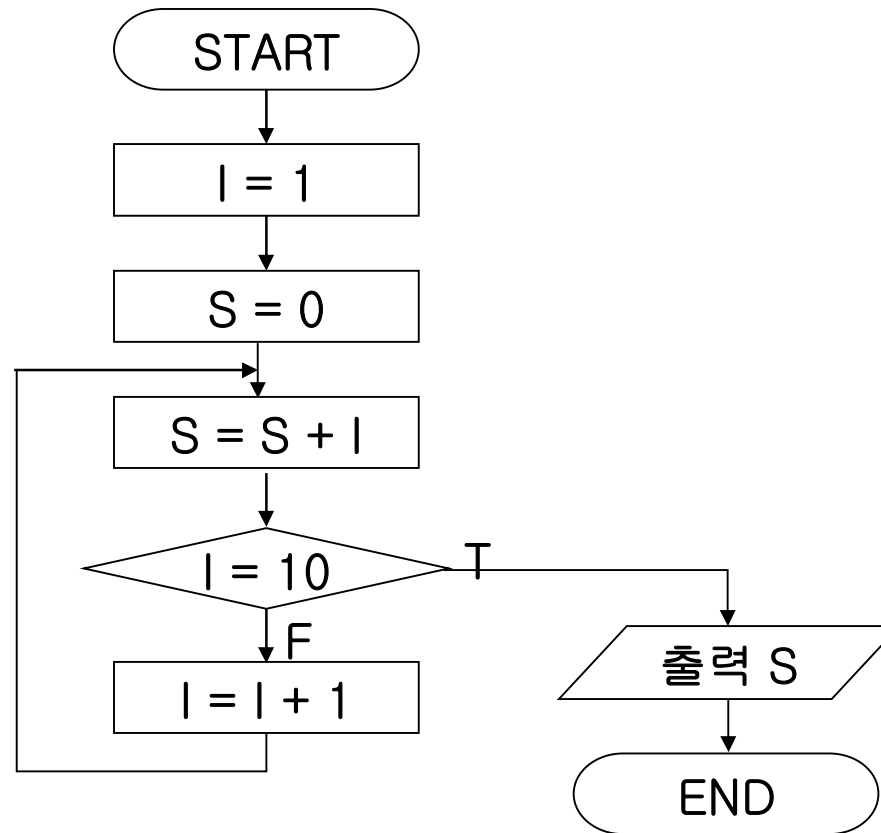 START
I = 1
S = 0
S = S + I
I = 10
T
F
I = I + 1
출력 S
END